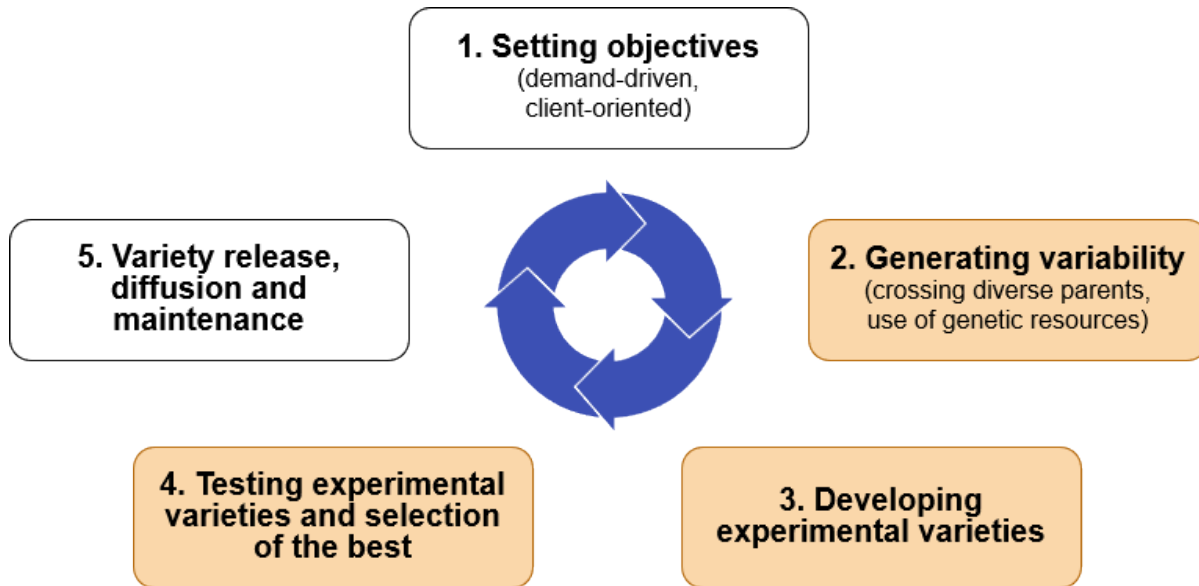 1. Setting objectives
(demand-driven,
client-oriented)
2. Generating variability
(crossing diverse parents,
use of genetic resources)
3. Developing
experimental varieties
4. Testing experimental
varieties and selection
of the best
5. Variety release,
diffusion and
maintenance